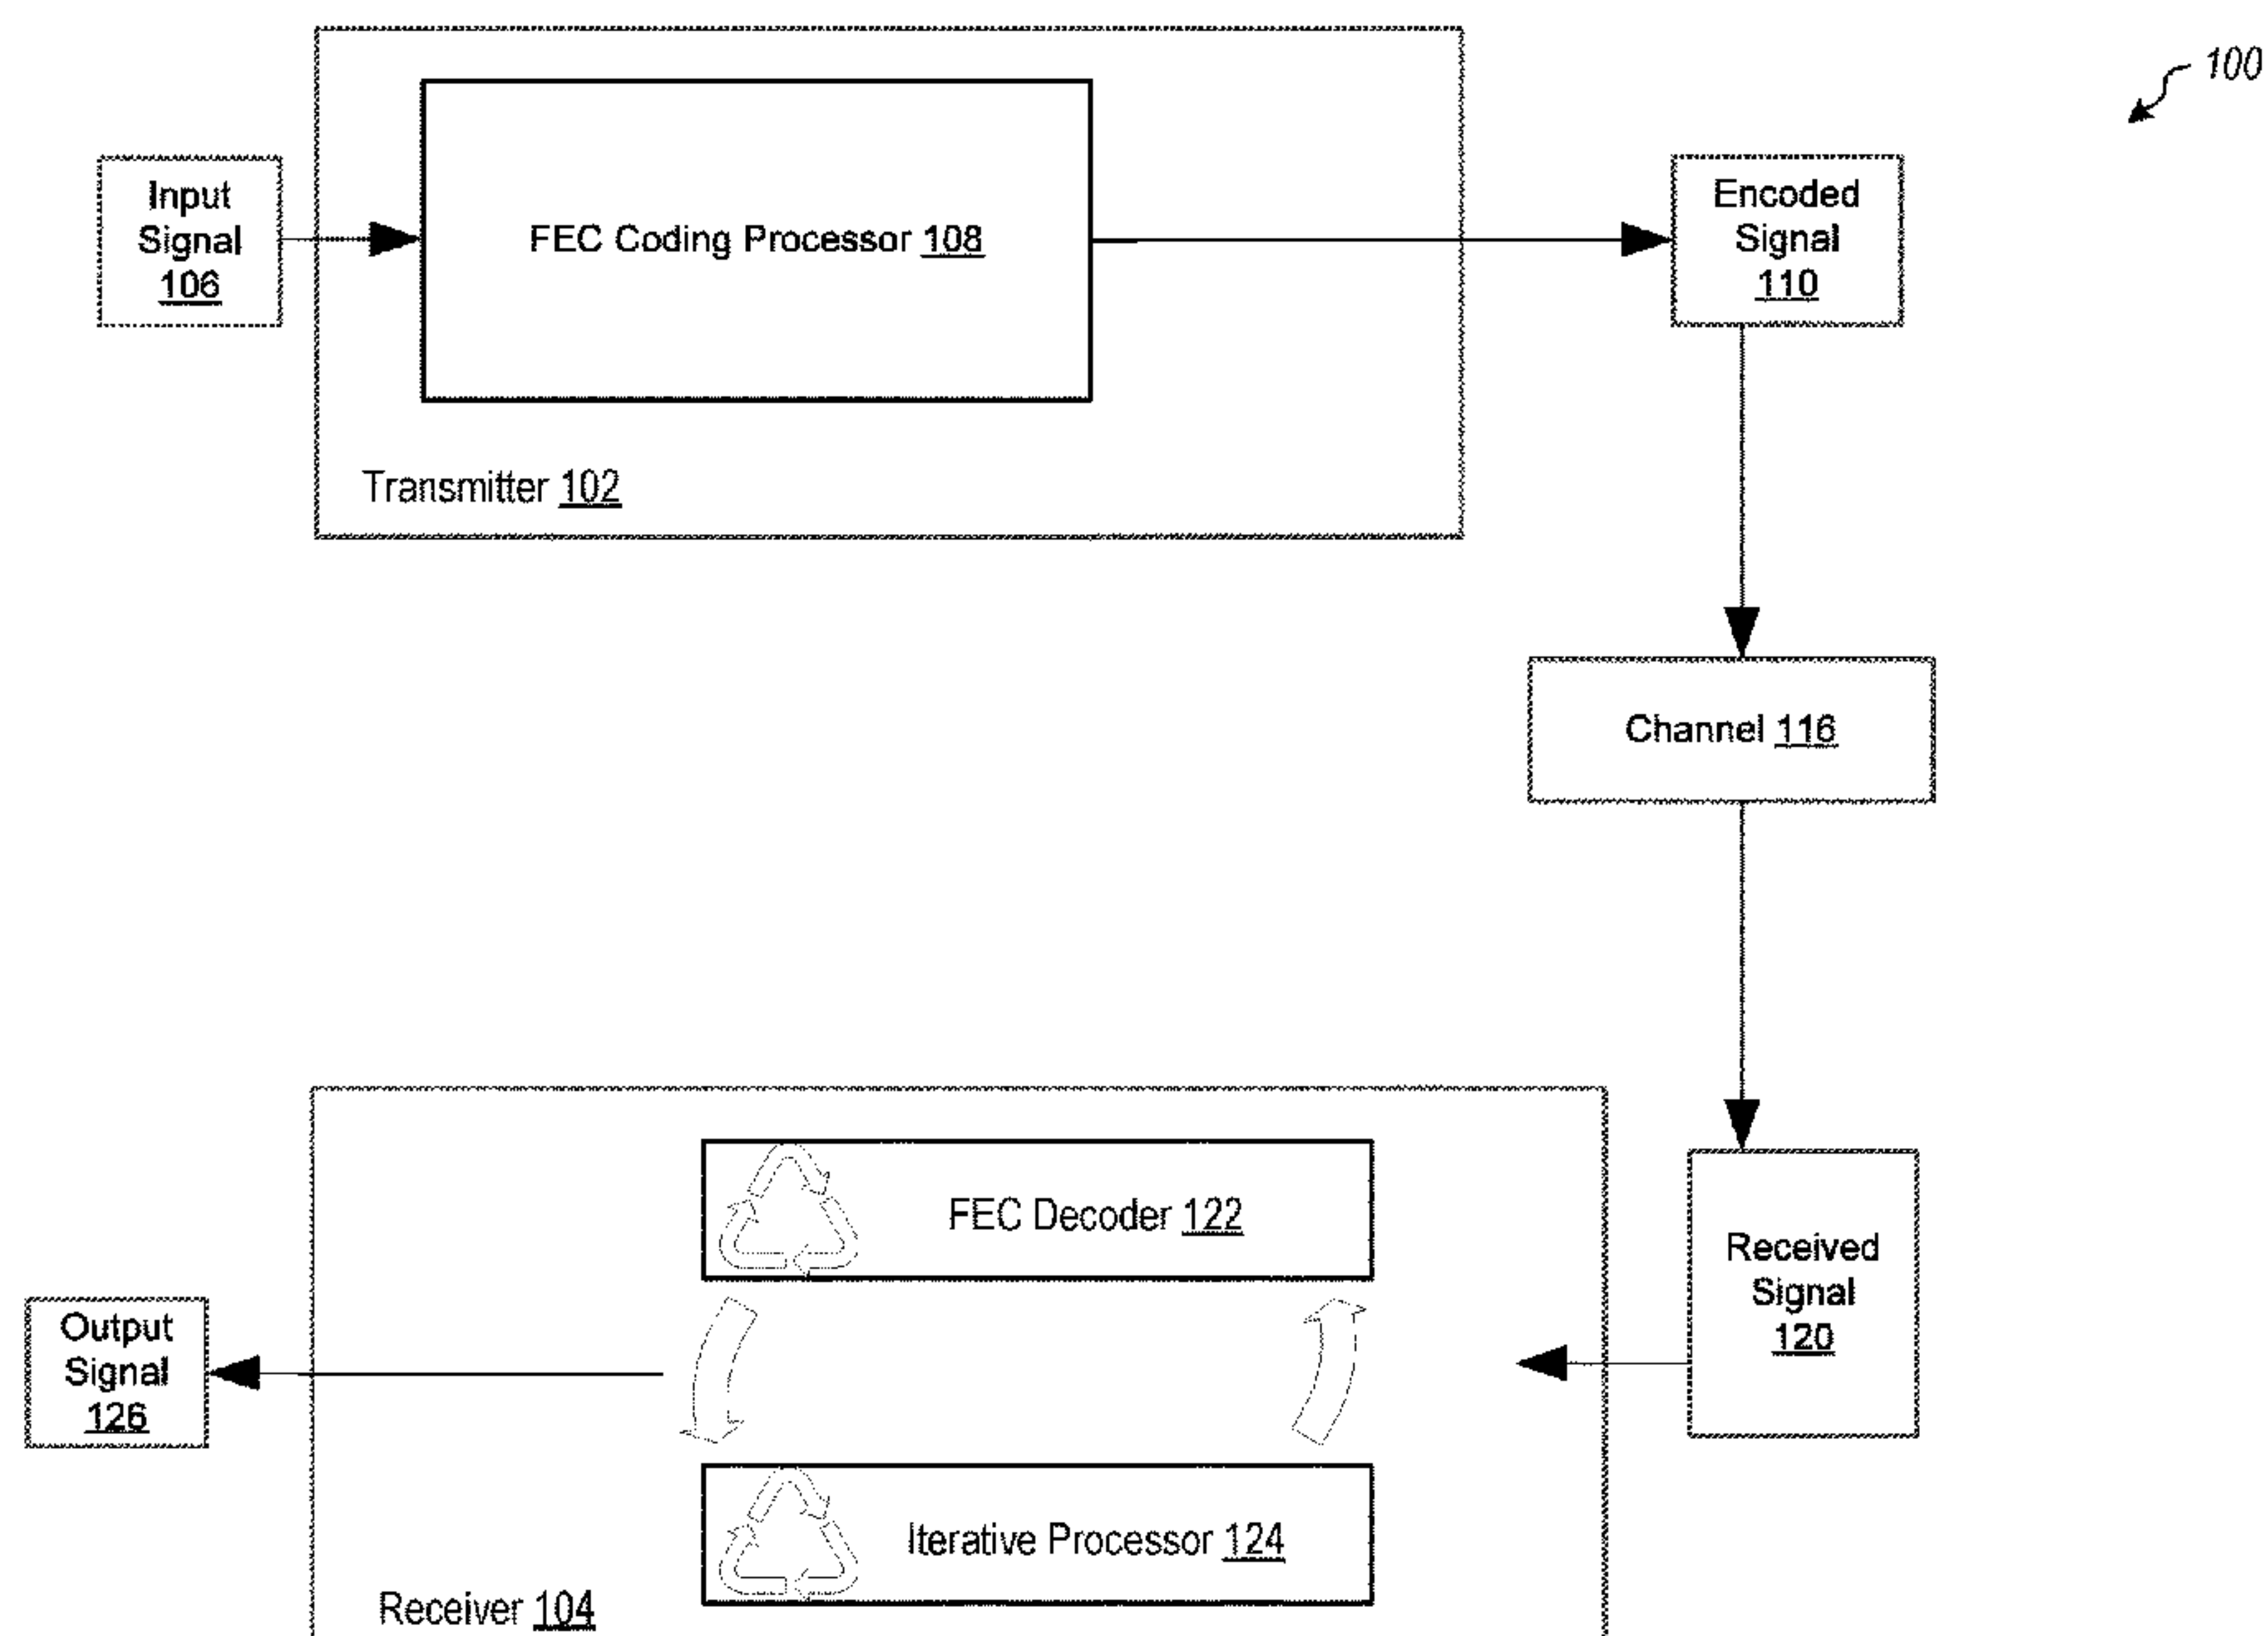 100
Input
Signal
106
FEC Coding Processor 108
Encoded
Signal
110
Transmitter 102
Channel 116
FEC Decoder 122
Received
Signal
120
Output
Signal
126
Iterative Processor 124
Receiver 104